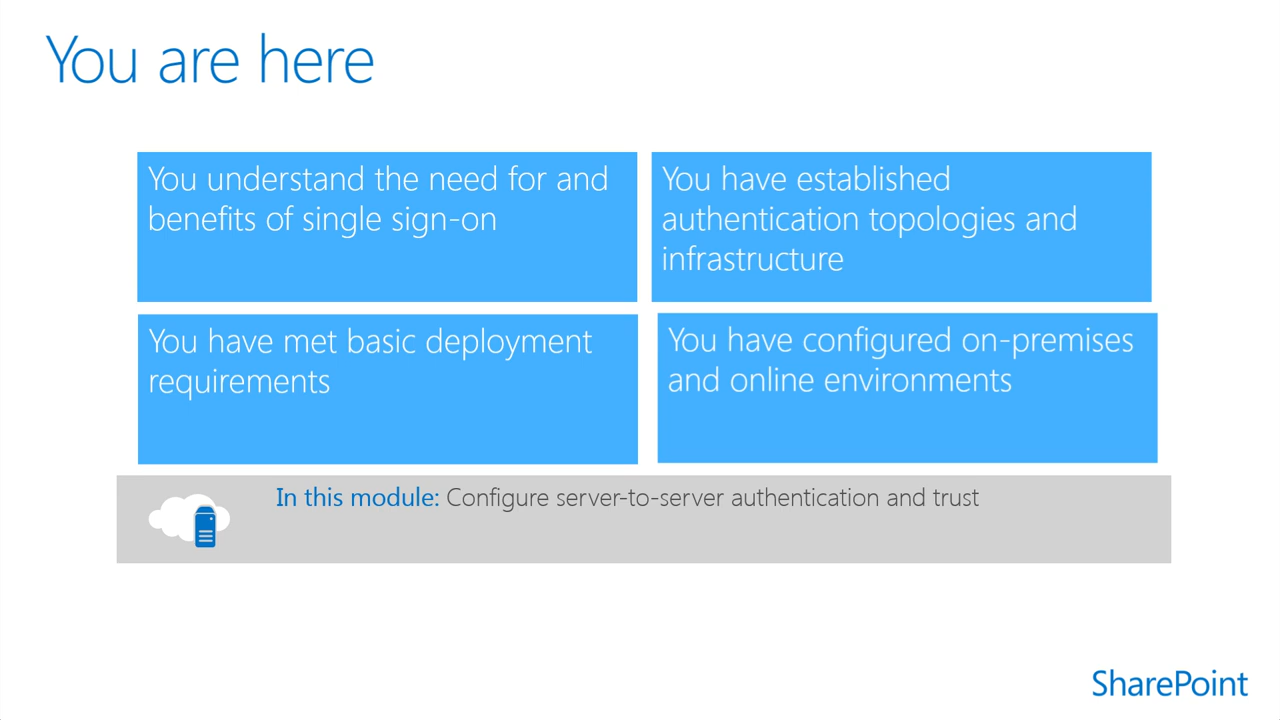 You are here
You understand the need for and
benefits of single sign-on
You have established
authentication topologies and
infrastructure
You have met basic deployment
requirements
You have configured on-premises
and online environments
In this module: Configure server-to-server authentication and trust
SharePoint